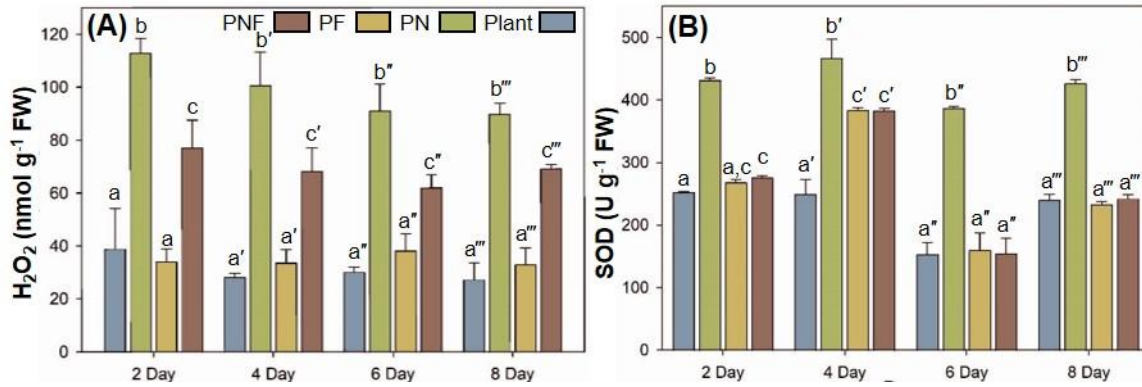 (A)
PNF PF PN Plant
H₂O₂ (nmol g⁻¹ FW)
120
100
80
60
40
20
0
a b a c
a′ b′ a′ c′
a″ b″ a″ c″
a‴ b‴ a‴ c‴
2 Day 4 Day 6 Day 8 Day
(B)
SOD (U g⁻¹ FW)
500
400
300
200
100
0
a b a,c c
a′ b′ c′ c′
a″ b″ a″ a″
a‴ b‴ a‴ a‴
2 Day 4 Day 6 Day 8 Day